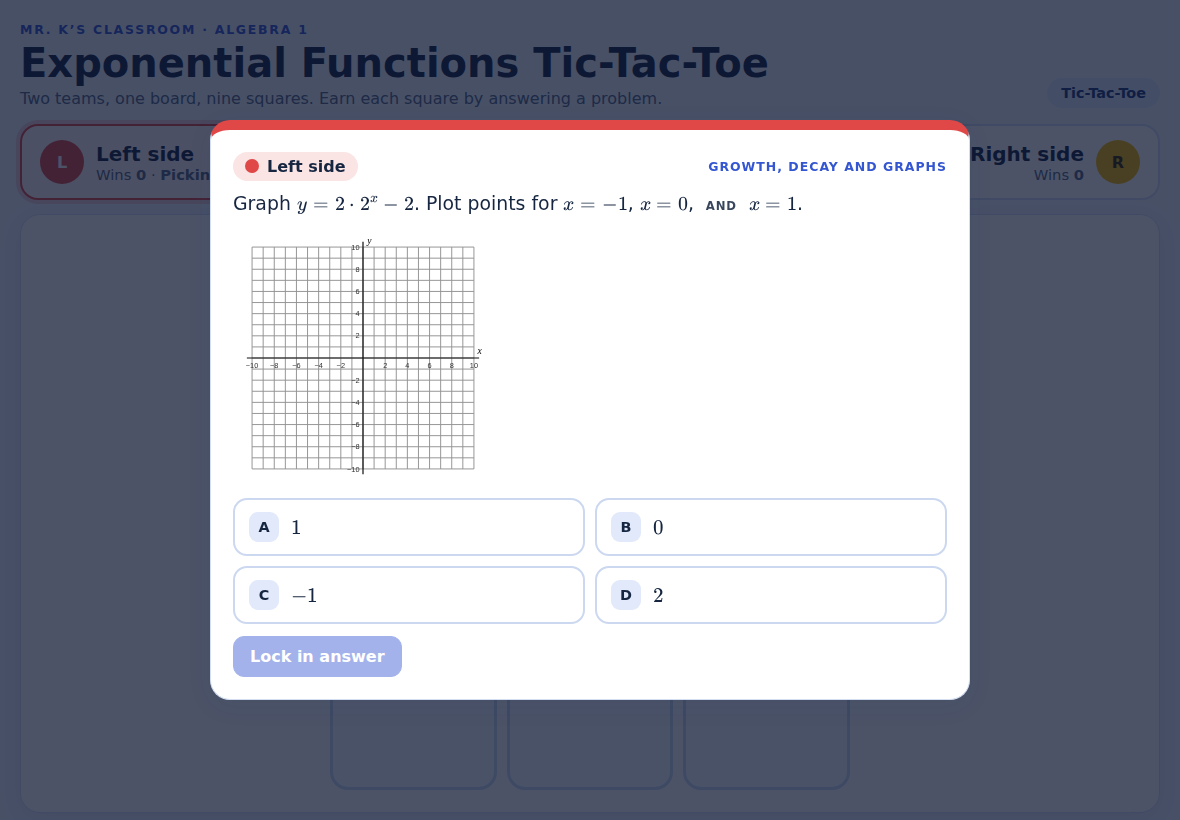 MR. K'S CLASSROOM · ALGEBRA 1
Exponential Functions Tic-Tac-Toe
Two teams, one board, nine squares. Earn each square by answering a problem.
Tic-Tac-Toe
L
Left side
Wins 0 · Pickin
Right side
Wins 0
R
Left side
GROWTH, DECAY AND GRAPHS
Graph y = 2 · 2^x − 2. Plot points for x = −1, x = 0, AND x = 1.
y
10
8
6
4
2
x
−10 −8 −6 −4 −2 2 4 6 8 10
−2
−4
−6
−8
−10
A 1
B 0
C −1
D 2
Lock in answer